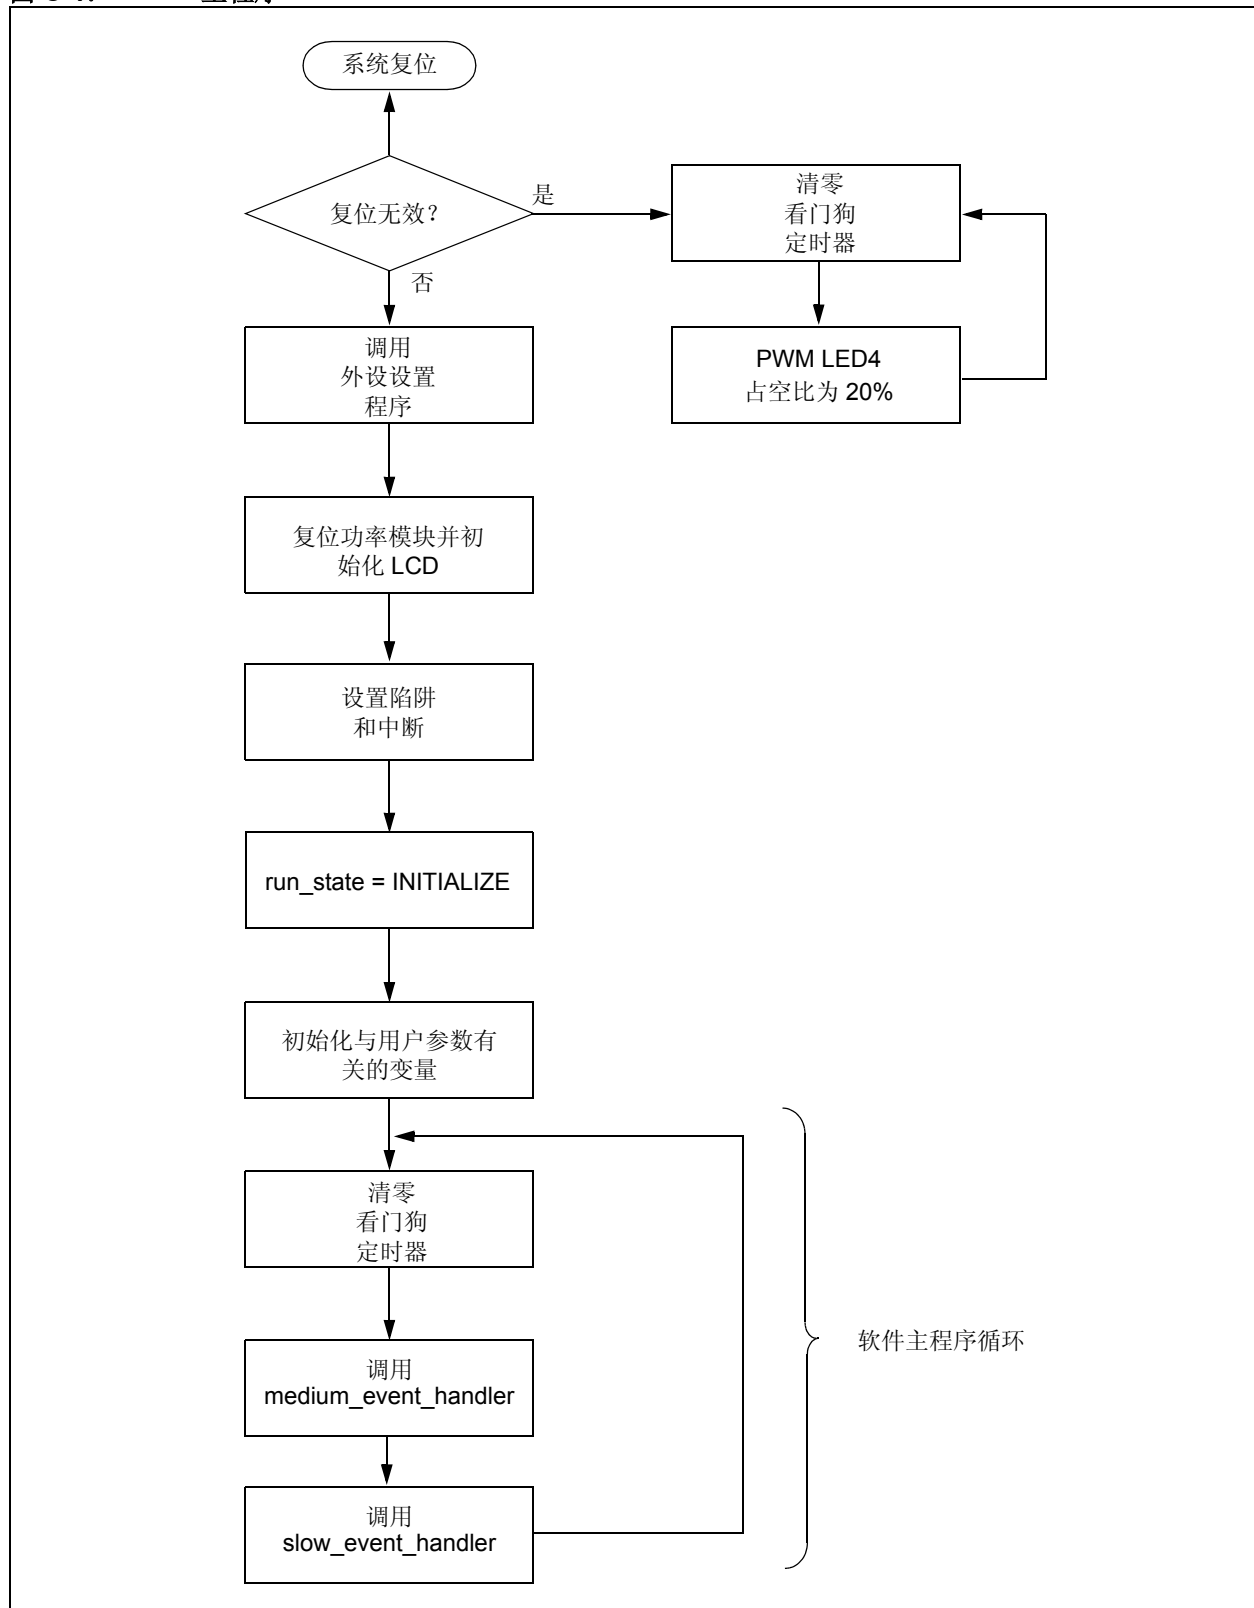 系统复位
复位无效?
是
否
清零
看门狗
定时器
PWM LED4
占空比为 20%
调用
外设设置
程序
复位功率模块并初
始化 LCD
设置陷阱
和中断
run_state = INITIALIZE
初始化与用户参数有
关的变量
清零
看门狗
定时器
调用
medium_event_handler
调用
slow_event_handler
软件主程序循环